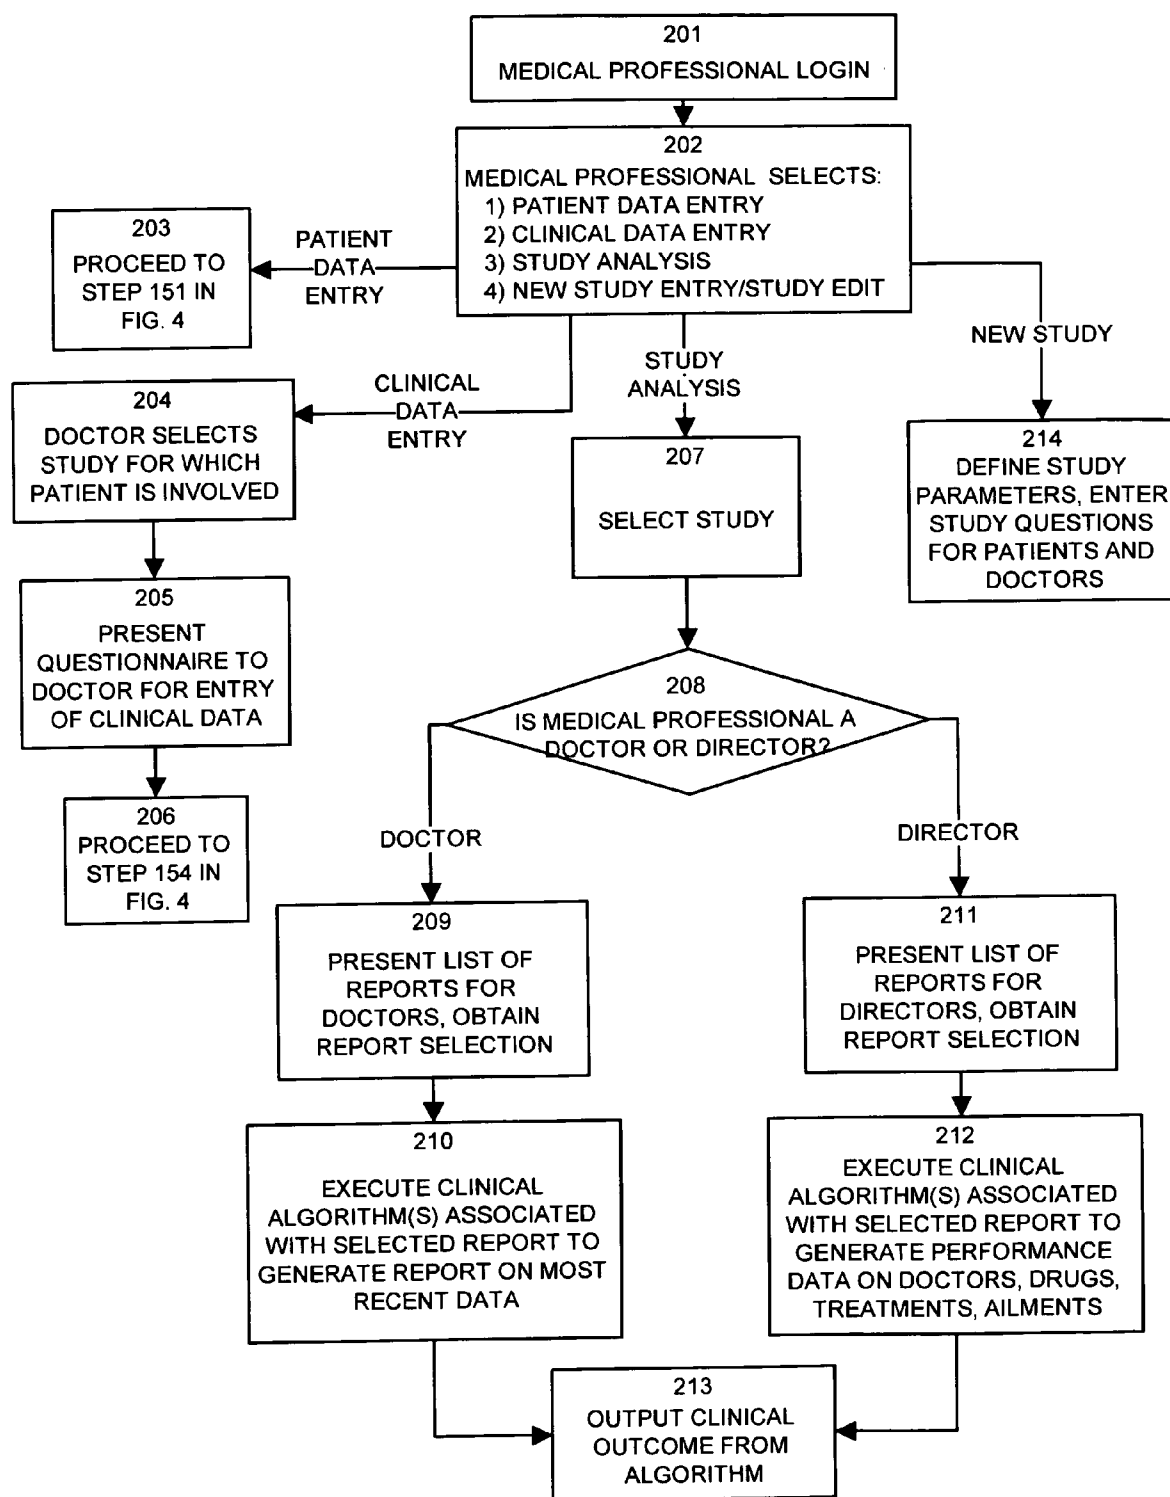 201
MEDICAL PROFESSIONAL LOGIN
202
MEDICAL PROFESSIONAL SELECTS:
1) PATIENT DATA ENTRY
2) CLINICAL DATA ENTRY
3) STUDY ANALYSIS
4) NEW STUDY ENTRY/STUDY EDIT
PATIENT
DATA
ENTRY
203
PROCEED TO
STEP 151 IN
FIG. 4
CLINICAL
DATA
ENTRY
STUDY
ANALYSIS
NEW STUDY
204
DOCTOR SELECTS
STUDY FOR WHICH
PATIENT IS INVOLVED
205
PRESENT
QUESTIONNAIRE TO
DOCTOR FOR ENTRY
OF CLINICAL DATA
206
PROCEED TO
STEP 154 IN
FIG. 4
207
SELECT STUDY
214
DEFINE STUDY
PARAMETERS, ENTER
STUDY QUESTIONS
FOR PATIENTS AND
DOCTORS
208
IS MEDICAL PROFESSIONAL A
DOCTOR OR DIRECTOR?
DOCTOR
DIRECTOR
209
PRESENT LIST OF
REPORTS FOR
DOCTORS, OBTAIN
REPORT SELECTION
211
PRESENT LIST OF
REPORTS FOR
DIRECTORS, OBTAIN
REPORT SELECTION
210
EXECUTE CLINICAL
ALGORITHM(S) ASSOCIATED
WITH SELECTED REPORT TO
GENERATE REPORT ON MOST
RECENT DATA
212
EXECUTE CLINICAL
ALGORITHM(S) ASSOCIATED
WITH SELECTED REPORT TO
GENERATE PERFORMANCE
DATA ON DOCTORS, DRUGS,
TREATMENTS, AILMENTS
213
OUTPUT CLINICAL
OUTCOME FROM
ALGORITHM